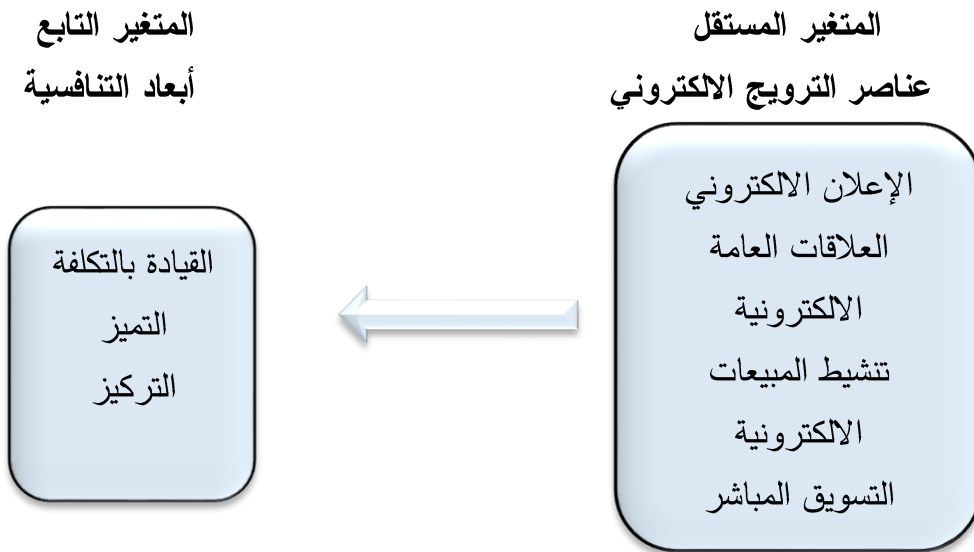 المتغير المستقل
عناصر الترويج الالكتروني
الإعلان الالكتروني
العلاقات العامة
الالكترونية
تنشيط المبيعات
الالكترونية
التسويق المباشر
المتغير التابع
أبعاد التنافسية
القيادة بالتكلفة
التميز
التركيز